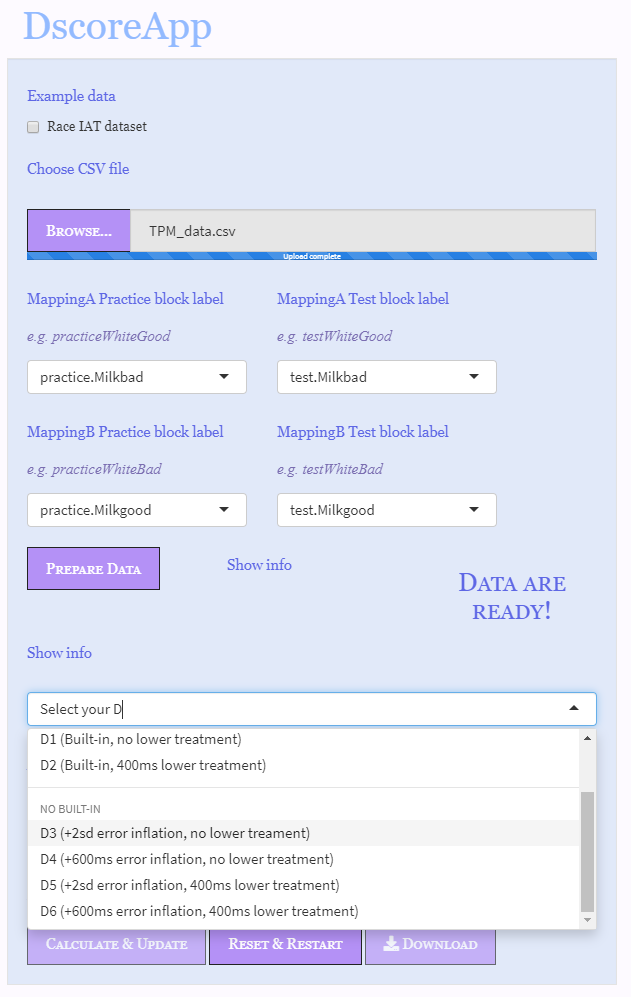 DscoreApp
Example data
Race IAT dataset
Choose CSV file
Browse... TPM_data.csv
Upload complete
MappingA Practice block label MappingA Test block label
e.g. practiceWhiteGood e.g. testWhiteGood
practice.Milkbad test.Milkbad
MappingB Practice block label MappingB Test block label
e.g. practiceWhiteBad e.g. testWhiteBad
practice.Milkgood test.Milkgood
Prepare Data Show info Data are
ready!
Show info
Select your D
D1 (Built-in, no lower treatment)
D2 (Built-in, 400ms lower treatment)
NO BUILT-IN
D3 (+2sd error inflation, no lower treament)
D4 (+600ms error inflation, no lower treatment)
D5 (+2sd error inflation, 400ms lower treatment)
D6 (+600ms error inflation, 400ms lower treatment)
Calculate & Update Reset & Restart Download